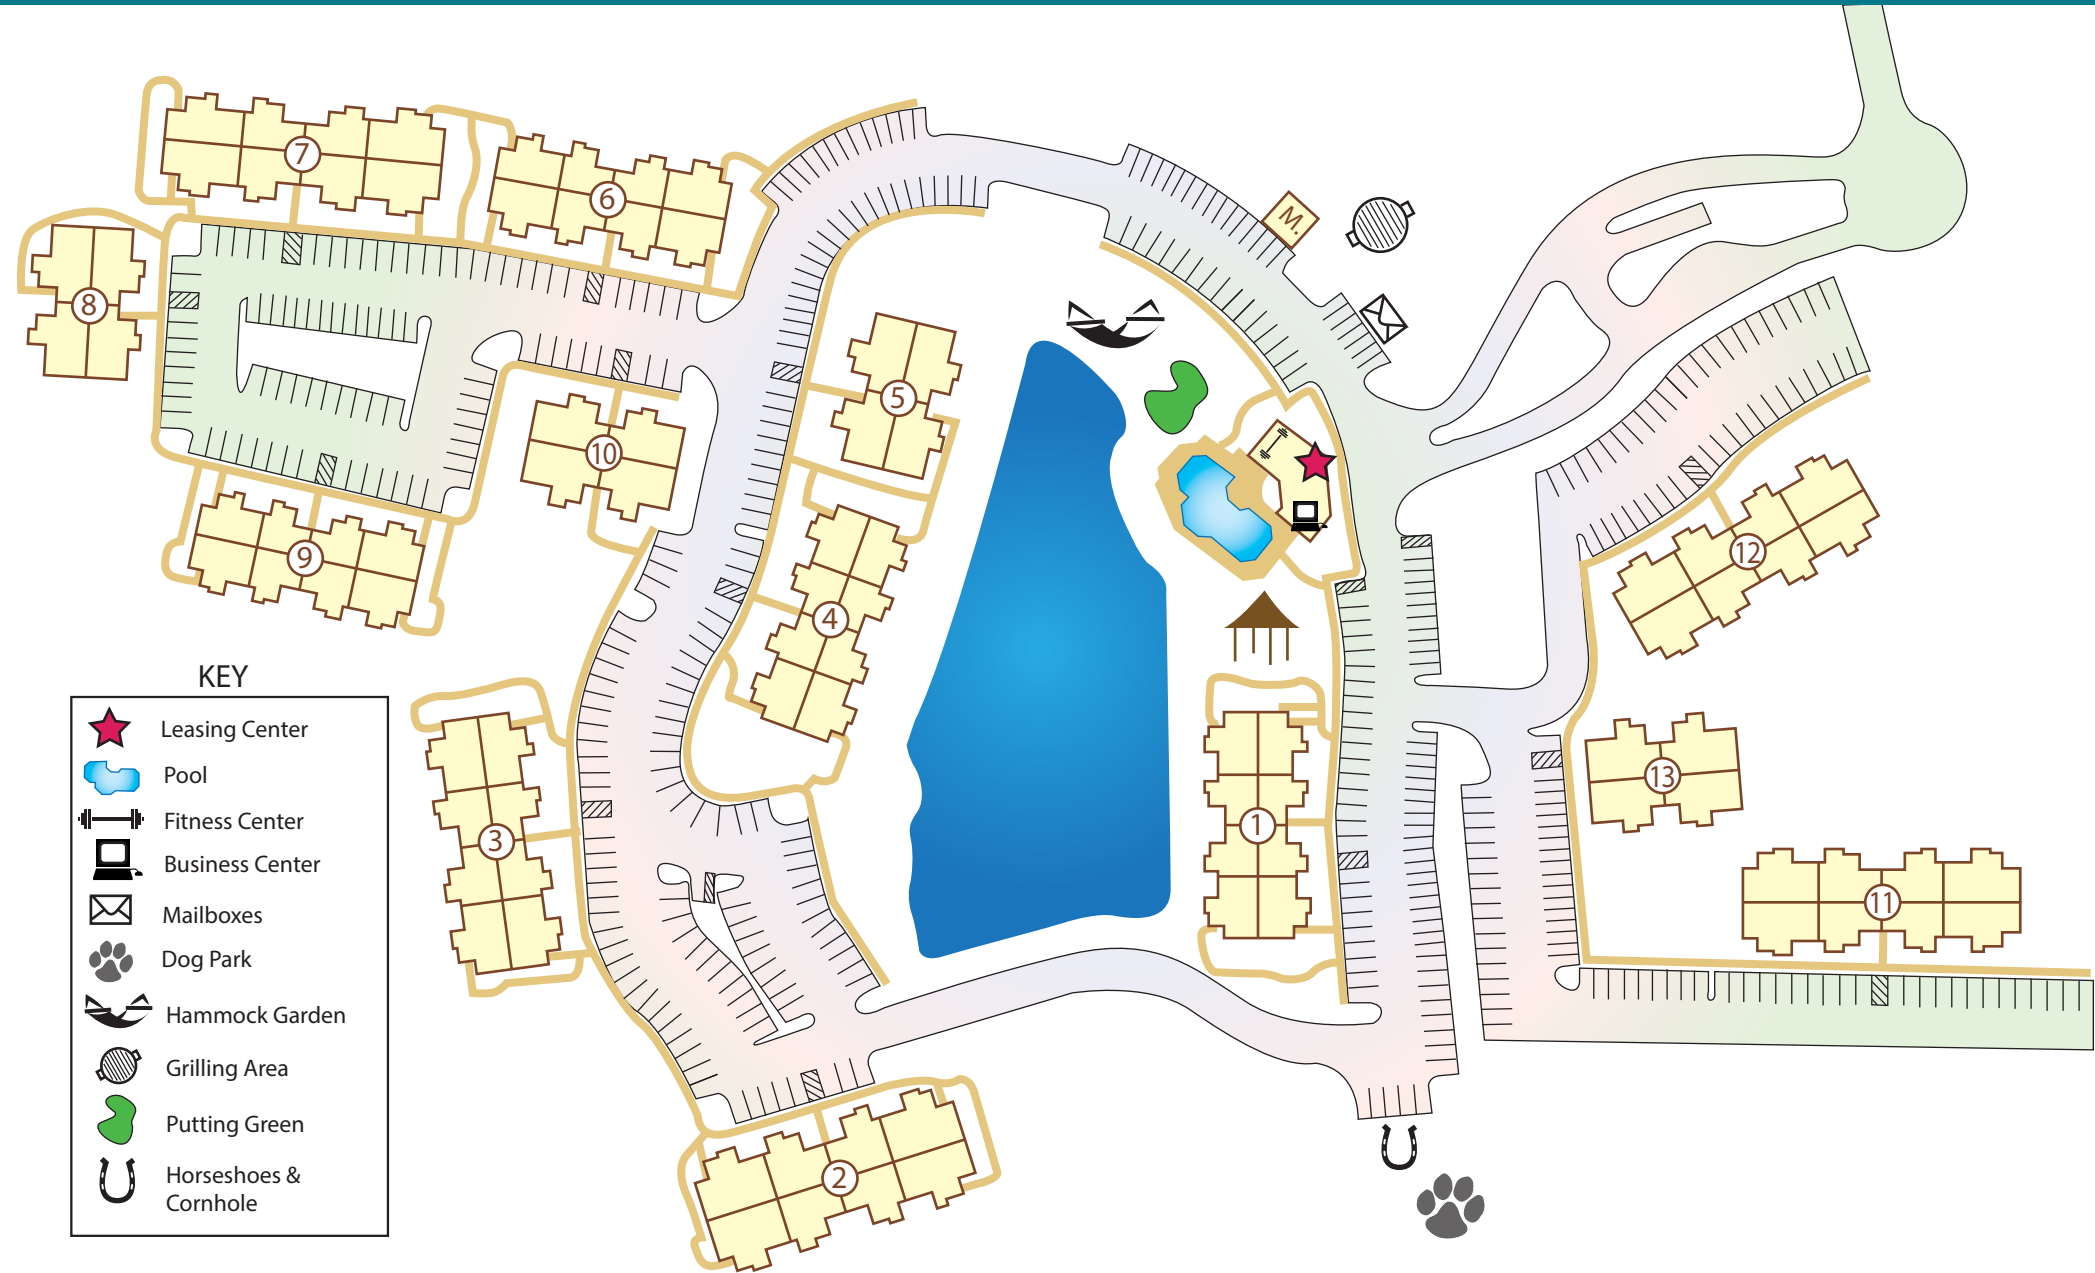 7
6
M.
8
5
10
12
9
4
KEY
Leasing Center
Pool
Fitness Center
Business Center
Mailboxes
Dog Park
Hammock Garden
Grilling Area
Putting Green
Horseshoes &
Cornhole
13
1
3
11
2